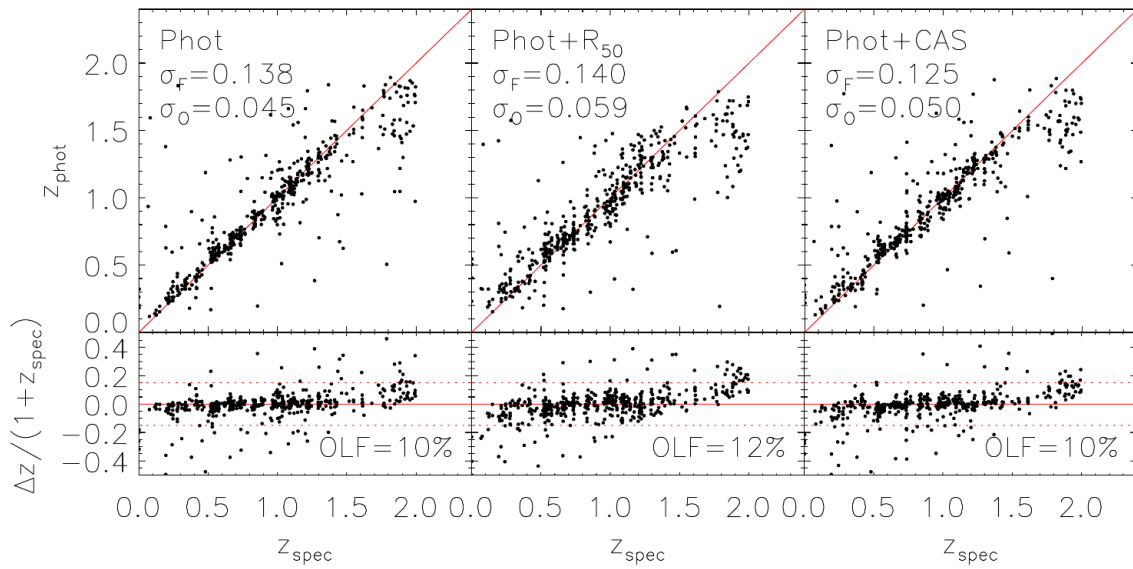 Phot
σF=0.138
σO=0.045
Phot+R50
σF=0.140
σO=0.059
Phot+CAS
σF=0.125
σO=0.050
zphot
2.0
1.5
1.0
0.5
0.0
Δz/(1+zspec)
0.4
0.2
0.0
−0.2
−0.4
OLF=10%
OLF=12%
OLF=10%
0.0 0.5 1.0 1.5 2.0 0.0 0.5 1.0 1.5 2.0 0.0 0.5 1.0 1.5 2.0
zspec zspec zspec